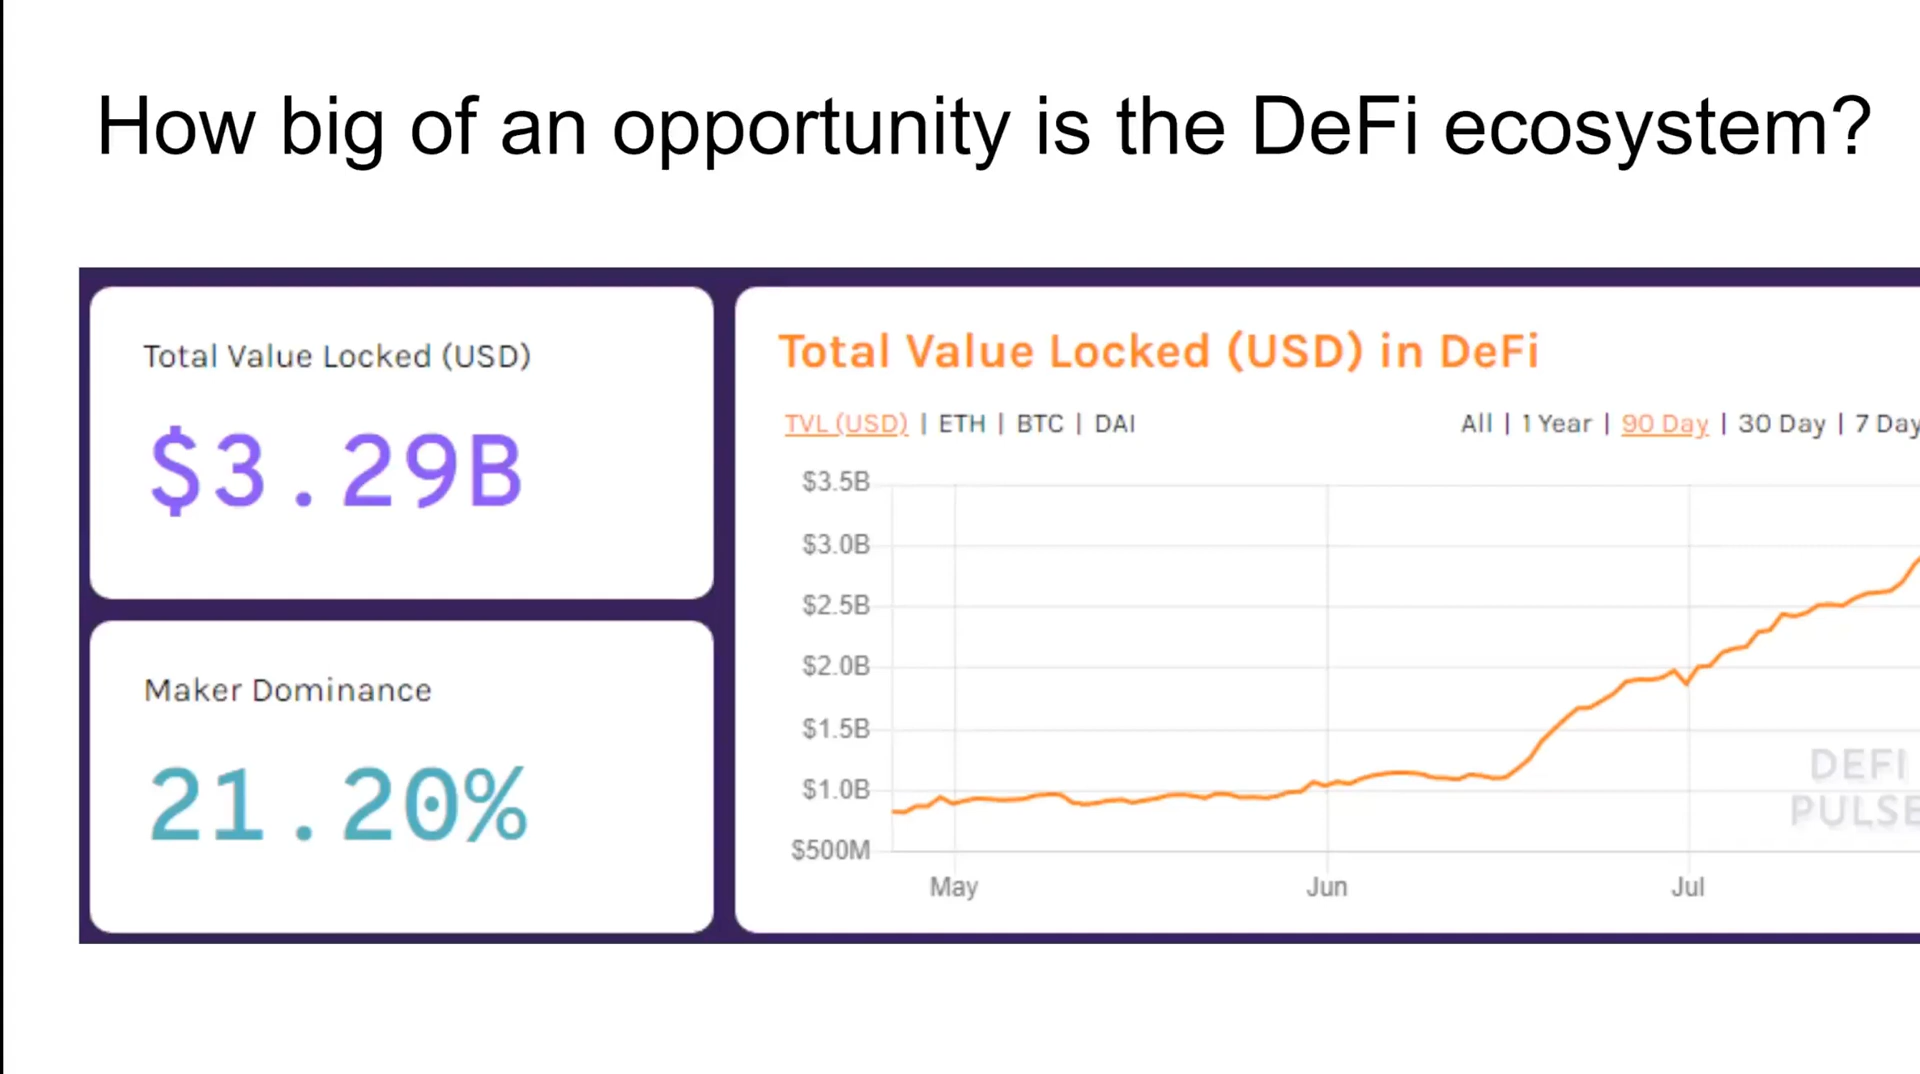 How big of an opportunity is the DeFi ecosystem?
Total Value Locked (USD)
$3.29B
Maker Dominance
21.20%
Total Value Locked (USD) in DeFi
TVL (USD) | ETH | BTC | DAI
All | 1 Year | 90 Day | 30 Day | 7 Day
$3.5B
$3.0B
$2.5B
$2.0B
$1.5B
$1.0B
$500M
May
Jun
Jul
DEFI
PULSE